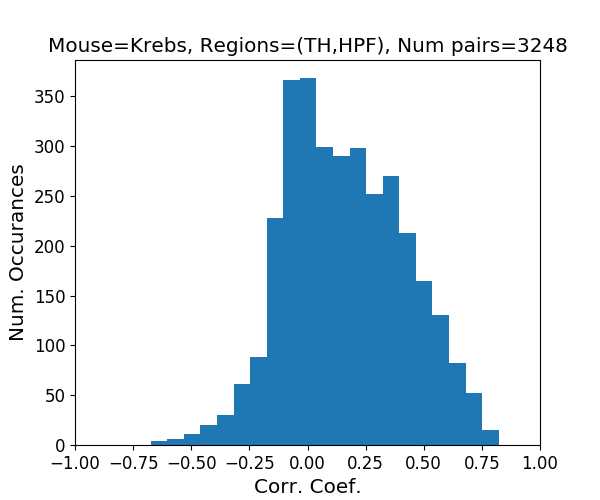 Mouse=Krebs, Regions=(TH,HPF), Num pairs=3248
Num. Occurances
350
300
250
200
150
100
50
0
−1.00 −0.75 −0.50 −0.25 0.00 0.25 0.50 0.75 1.00
Corr. Coef.